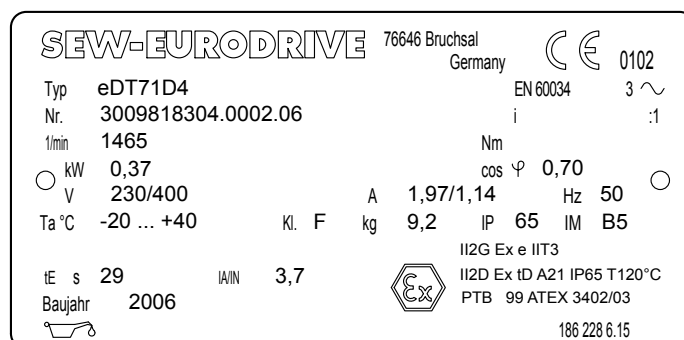 SEW-EURODRIVE 76646 Bruchsal
Germany
CE 0102
Typ eDT71D4 EN 60034 3 ~
Nr. 3009818304.0002.06 i :1
1/min 1465 Nm
kW 0,37 cos φ 0,70
V 230/400 A 1,97/1,14 Hz 50
Ta °C -20 ... +40 Kl. F kg 9,2 IP 65 IM B5
II2G Ex e IIT3
tE s 29 IA/IN 3,7 Ex II2D Ex tD A21 IP65 T120°C
Baujahr 2006 PTB 99 ATEX 3402/03
186 228 6.15